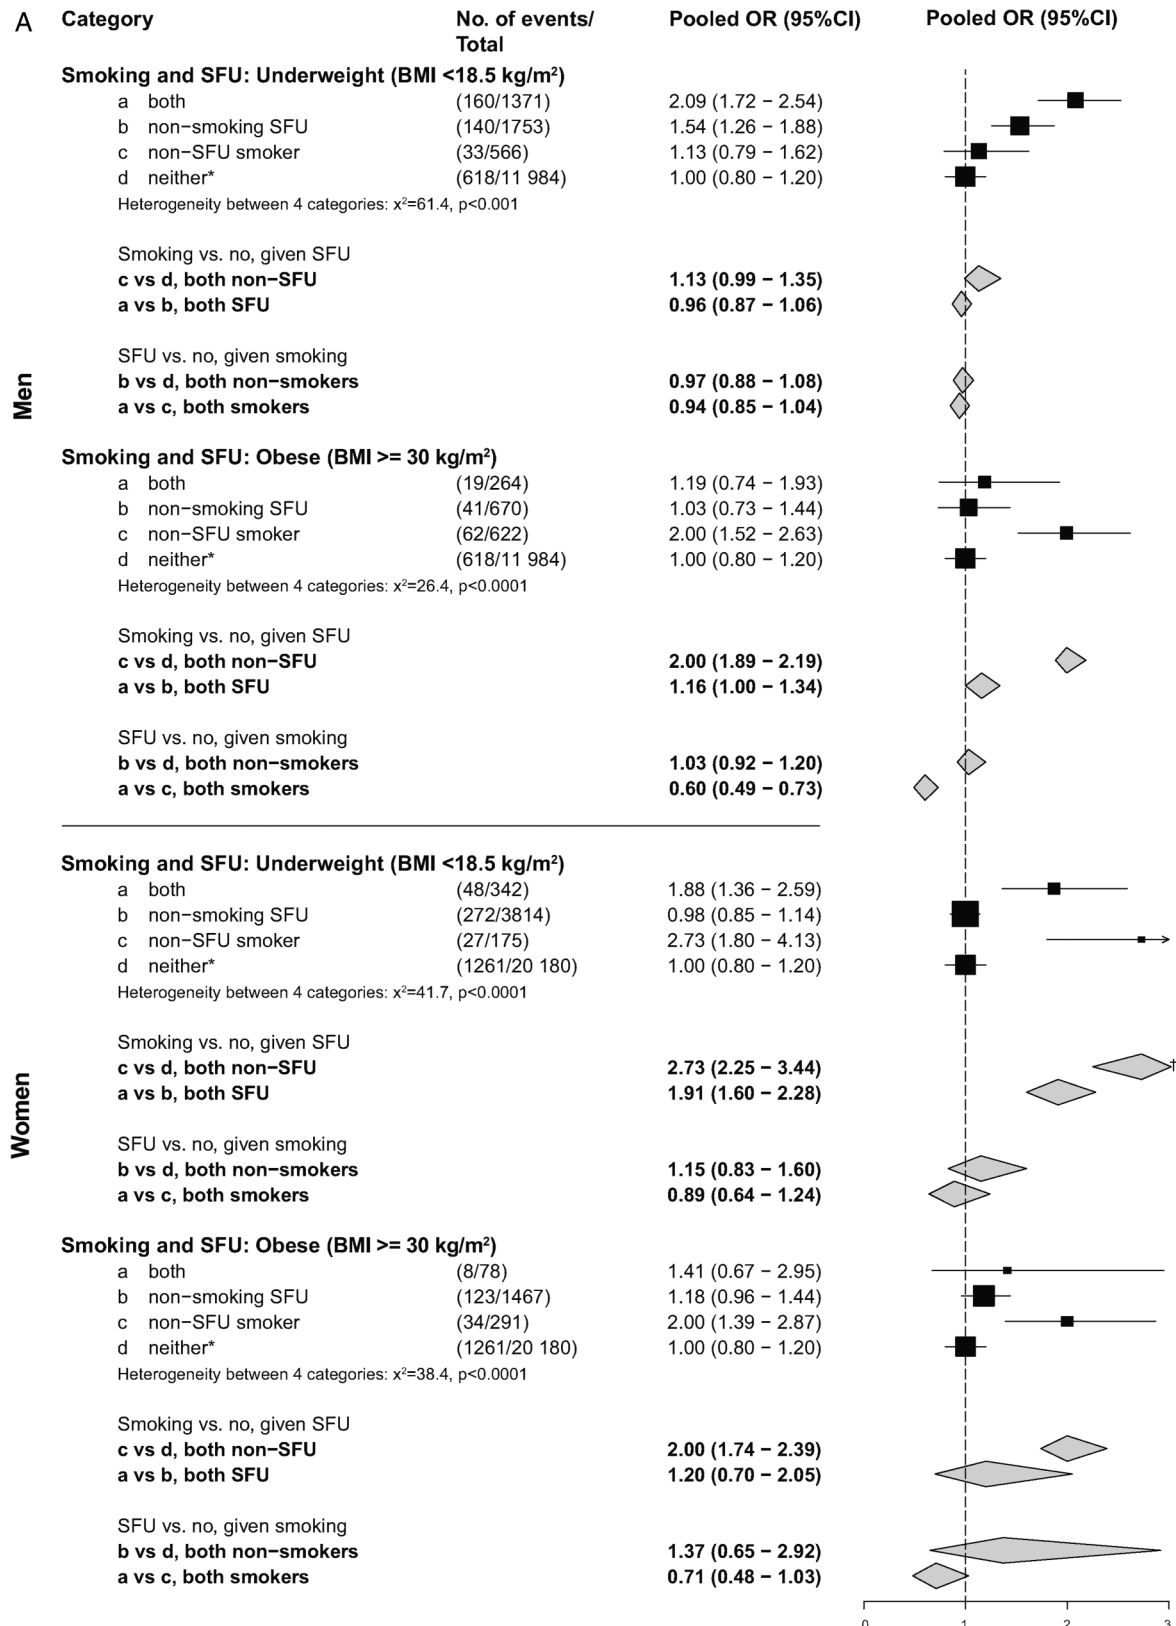 A Category No. of events/ Pooled OR (95%CI) Pooled OR (95%CI)
Total
Men
Smoking and SFU: Underweight (BMI <18.5 kg/m²)
a both (160/1371) 2.09 (1.72 − 2.54)
b non−smoking SFU (140/1753) 1.54 (1.26 − 1.88)
c non−SFU smoker (33/566) 1.13 (0.79 − 1.62)
d neither* (618/11 984) 1.00 (0.80 − 1.20)
Heterogeneity between 4 categories: x²=61.4, p<0.001
Smoking vs. no, given SFU
c vs d, both non−SFU 1.13 (0.99 − 1.35)
a vs b, both SFU 0.96 (0.87 − 1.06)
SFU vs. no, given smoking
b vs d, both non−smokers 0.97 (0.88 − 1.08)
a vs c, both smokers 0.94 (0.85 − 1.04)
Smoking and SFU: Obese (BMI >= 30 kg/m²)
a both (19/264) 1.19 (0.74 − 1.93)
b non−smoking SFU (41/670) 1.03 (0.73 − 1.44)
c non−SFU smoker (62/622) 2.00 (1.52 − 2.63)
d neither* (618/11 984) 1.00 (0.80 − 1.20)
Heterogeneity between 4 categories: x²=26.4, p<0.0001
Smoking vs. no, given SFU
c vs d, both non−SFU 2.00 (1.89 − 2.19)
a vs b, both SFU 1.16 (1.00 − 1.34)
SFU vs. no, given smoking
b vs d, both non−smokers 1.03 (0.92 − 1.20)
a vs c, both smokers 0.60 (0.49 − 0.73)
Women
Smoking and SFU: Underweight (BMI <18.5 kg/m²)
a both (48/342) 1.88 (1.36 − 2.59)
b non−smoking SFU (272/3814) 0.98 (0.85 − 1.14)
c non−SFU smoker (27/175) 2.73 (1.80 − 4.13)
d neither* (1261/20 180) 1.00 (0.80 − 1.20)
Heterogeneity between 4 categories: x²=41.7, p<0.0001
Smoking vs. no, given SFU
c vs d, both non−SFU 2.73 (2.25 − 3.44) †
a vs b, both SFU 1.91 (1.60 − 2.28)
SFU vs. no, given smoking
b vs d, both non−smokers 1.15 (0.83 − 1.60)
a vs c, both smokers 0.89 (0.64 − 1.24)
Smoking and SFU: Obese (BMI >= 30 kg/m²)
a both (8/78) 1.41 (0.67 − 2.95)
b non−smoking SFU (123/1467) 1.18 (0.96 − 1.44)
c non−SFU smoker (34/291) 2.00 (1.39 − 2.87)
d neither* (1261/20 180) 1.00 (0.80 − 1.20)
Heterogeneity between 4 categories: x²=38.4, p<0.0001
Smoking vs. no, given SFU
c vs d, both non−SFU 2.00 (1.74 − 2.39)
a vs b, both SFU 1.20 (0.70 − 2.05)
SFU vs. no, given smoking
b vs d, both non−smokers 1.37 (0.65 − 2.92)
a vs c, both smokers 0.71 (0.48 − 1.03)
0 1 2 3